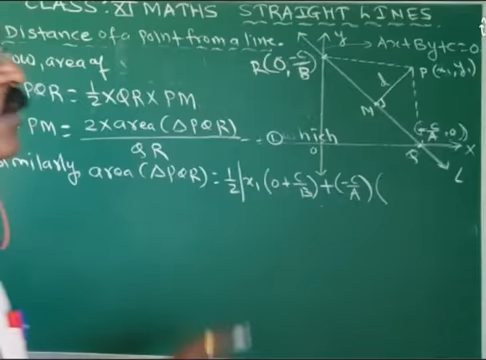 CLASS: XI MATHS STRAIGHT LINES.
Distance of a point from a line.
Now, area of
PQR = 1/2 × QR × PM
PM = 2 × area (ΔPQR) / QR — ①
Similarly area (ΔPQR) = 1/2 |x₁ (0 + C/B) + (-C/A) (
y
Ax + By + c = 0
R (0, -C/B)
P (x₁, y₁)
d
M
(-C/A, 0)
0
Q
X
L